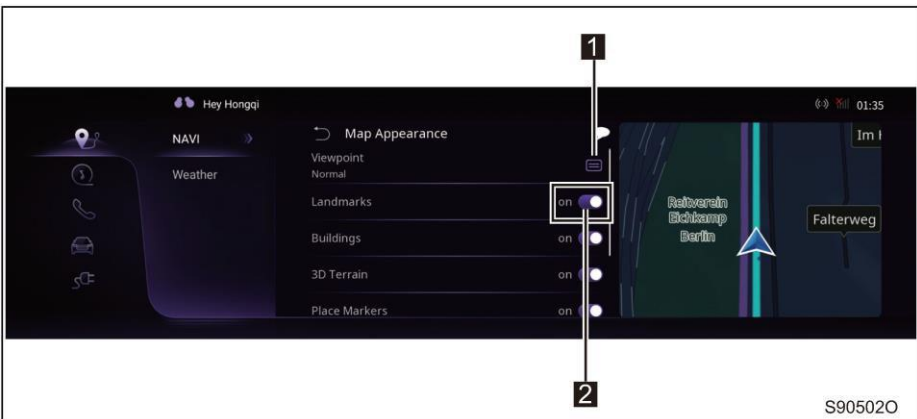 1
Hey Hongqi
01:35
NAVI
Map Appearance
Im
Viewpoint
Normal
Weather
Landmarks
on
Reitverein
Eichkamp
Berlin
Falterweg
Buildings
on
3D Terrain
on
Place Markers
on
2
S90502O